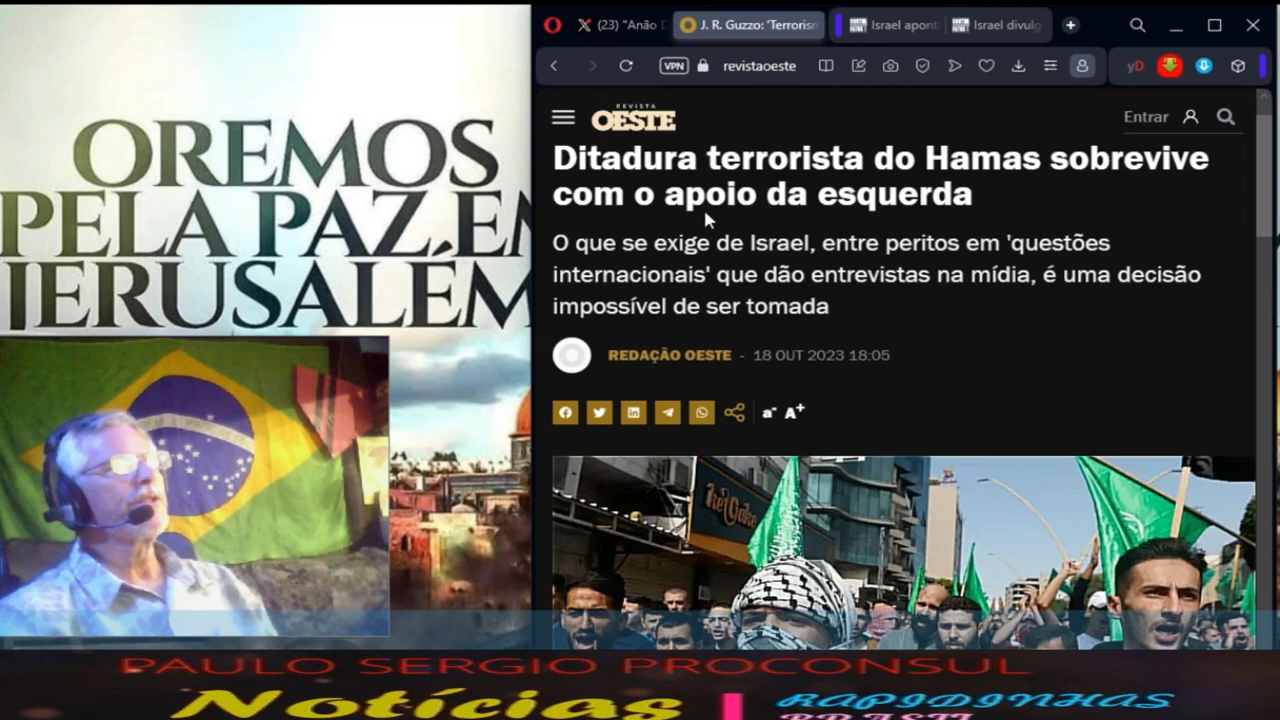 OREMOS
PELA PAZ EM
JERUSALÉM
(23) "Anão D
J. R. Guzzo: 'Terrorism
Israel apont
Israel divulg
VPN
revistaoeste
yD
REVISTA
OESTE
Entrar
Ditadura terrorista do Hamas sobrevive
com o apoio da esquerda
O que se exige de Israel, entre peritos em 'questões
internacionais' que dão entrevistas na mídia, é uma decisão
impossível de ser tomada
REDAÇÃO OESTE - 18 OUT 2023 18:05
a- A+
PAULO SERGIO PROCONSUL
Notícias
RAPIDINHAS
BRASIL